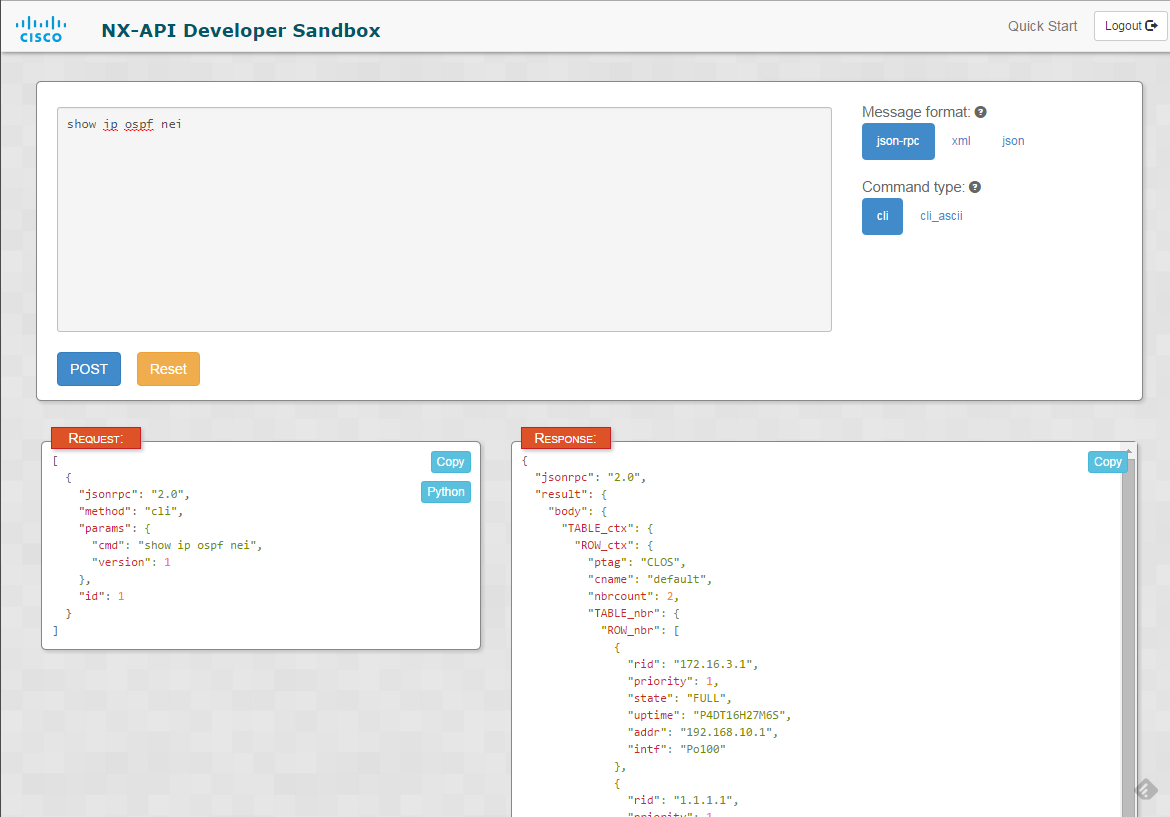 CISCO NX-API Developer Sandbox Quick Start Logout
show ip ospf nei
Message format:
json-rpc xml json
Command type:
cli cli_ascii
POST Reset
REQUEST:
Copy
Python
[
  {
    "jsonrpc": "2.0",
    "method": "cli",
    "params": {
      "cmd": "show ip ospf nei",
      "version": 1
    },
    "id": 1
  }
]
RESPONSE:
Copy
{
  "jsonrpc": "2.0",
  "result": {
    "body": {
      "TABLE_ctx": {
        "ROW_ctx": {
          "ptag": "CLOS",
          "cname": "default",
          "nbrcount": 2,
          "TABLE_nbr": {
            "ROW_nbr": [
              {
                "rid": "172.16.3.1",
                "priority": 1,
                "state": "FULL",
                "uptime": "P4DT16H27M6S",
                "addr": "192.168.10.1",
                "intf": "Po100"
              },
              {
                "rid": "1.1.1.1",
                "priority": 1,